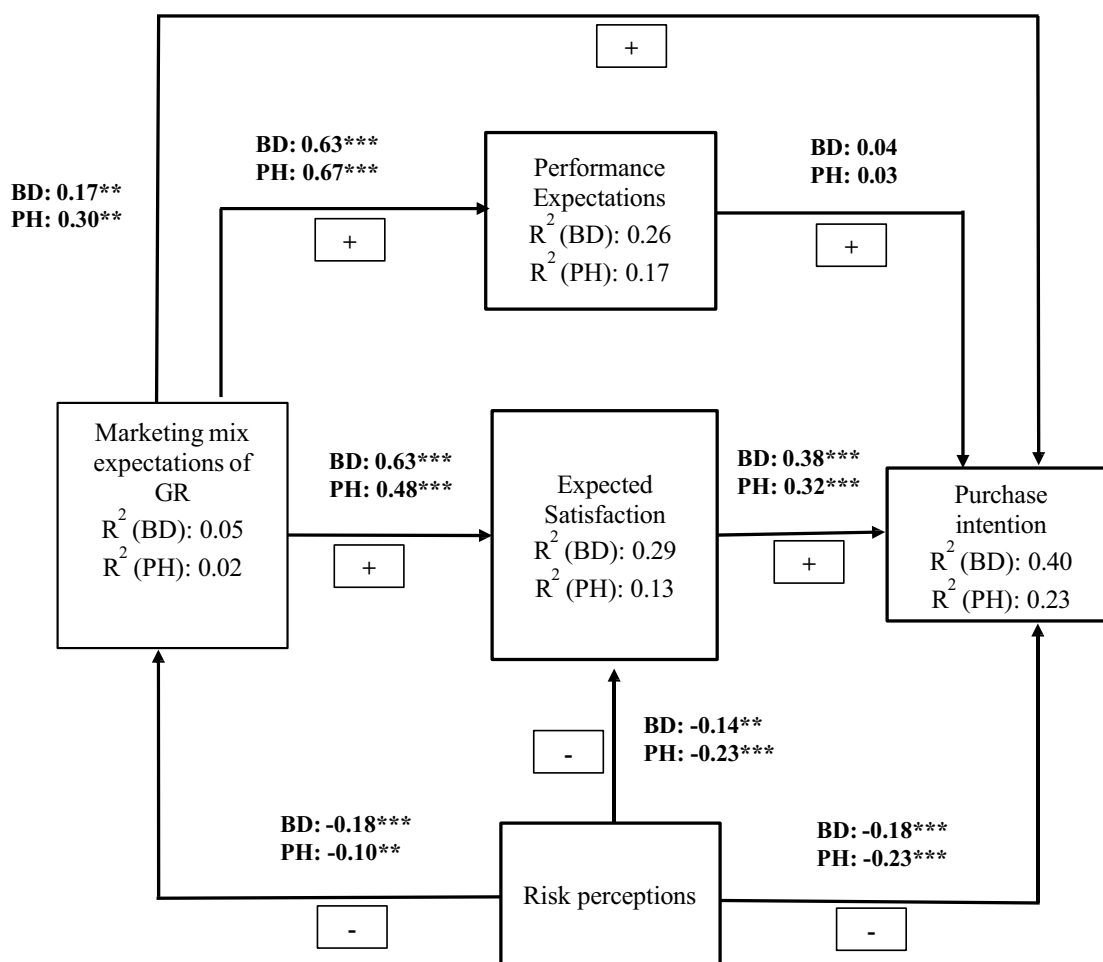 +
BD: 0.63***
PH: 0.67***
+
Performance
Expectations
R² (BD): 0.26
R² (PH): 0.17
BD: 0.04
PH: 0.03
+
BD: 0.17**
PH: 0.30**
Marketing mix
expectations of
GR
R² (BD): 0.05
R² (PH): 0.02
BD: 0.63***
PH: 0.48***
+
Expected
Satisfaction
R² (BD): 0.29
R² (PH): 0.13
BD: 0.38***
PH: 0.32***
+
Purchase
intention
R² (BD): 0.40
R² (PH): 0.23
-
BD: -0.14**
PH: -0.23***
BD: -0.18***
PH: -0.10**
-
Risk perceptions
BD: -0.18***
PH: -0.23***
-